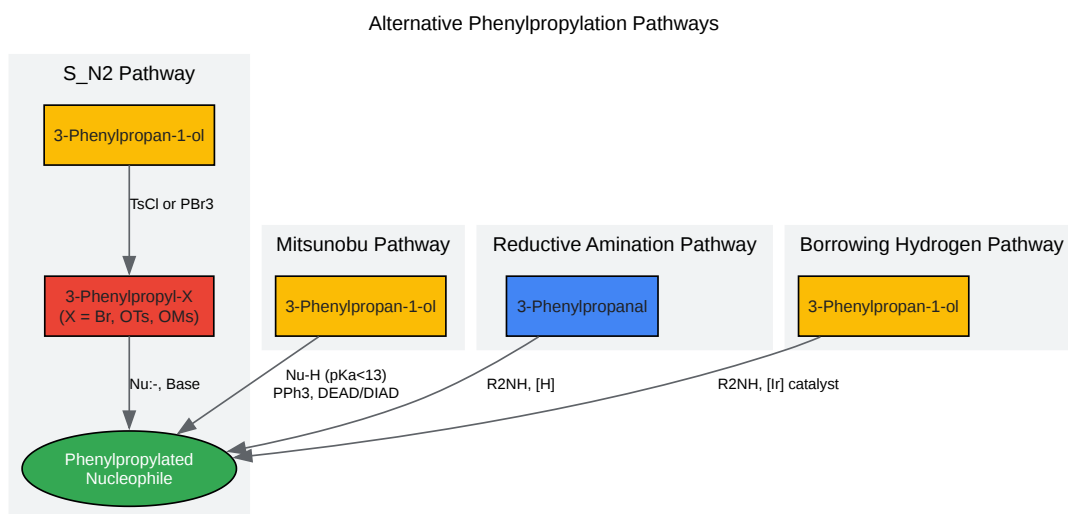 Alternative Phenylpropylation Pathways
S_N2 Pathway
3-Phenylpropan-1-ol
TsCl or PBr3
3-Phenylpropyl-X
(X = Br, OTs, OMs)
Nu:-, Base
Mitsunobu Pathway
3-Phenylpropan-1-ol
Nu-H (pKa<13)
PPh3, DEAD/DIAD
Reductive Amination Pathway
3-Phenylpropanal
R2NH, [H]
Borrowing Hydrogen Pathway
3-Phenylpropan-1-ol
R2NH, [Ir] catalyst
Phenylpropylated
Nucleophile